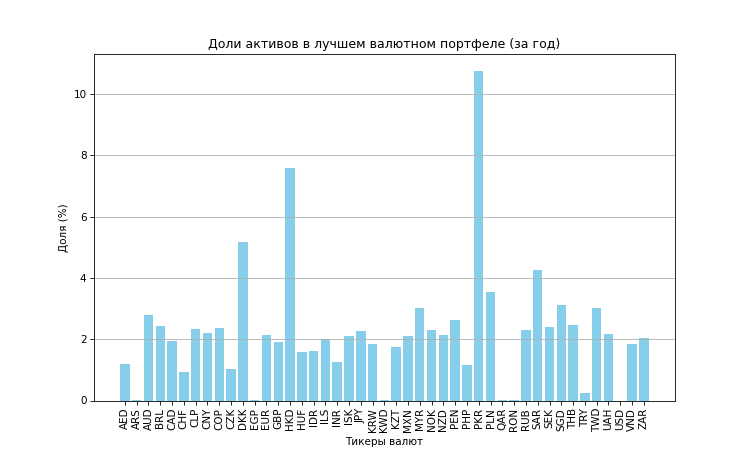 Доли активов в лучшем валютном портфеле (за год)
Доля (%)
10
8
6
4
2
0
AED ARS AUD BRL CAD CHF CLP CNY COP CZK DKK EGP EUR GBP HKD HUF IDR ILS INR ISK JPY KRW KWD KZT MXN MYR NOK NZD PEN PHP PKR PLN QAR RON RUB SAR SEK SGD THB TRY TWD UAH USD VND ZAR
Тикеры валют